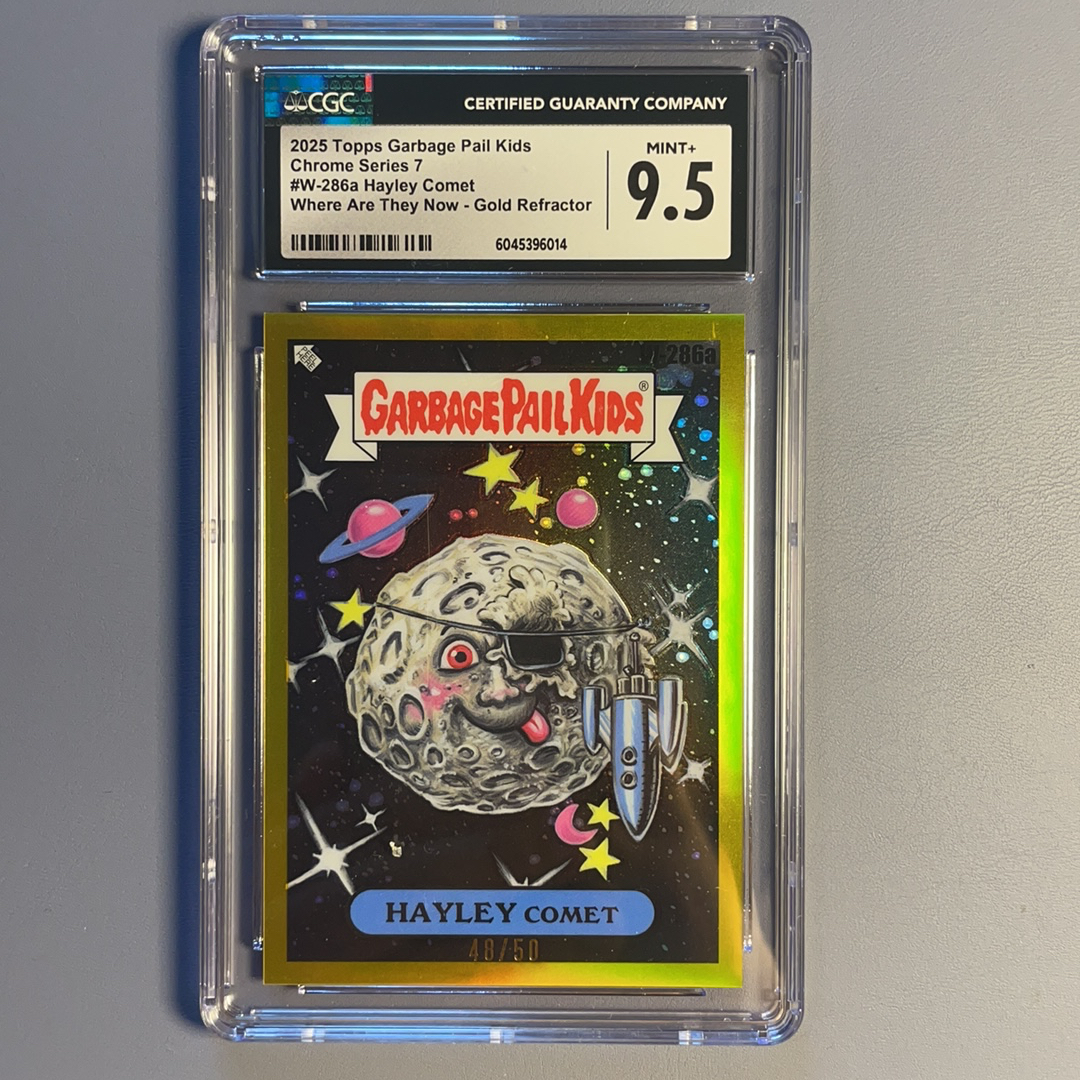 CGC
CERTIFIED GUARANTY COMPANY
2025 Topps Garbage Pail Kids
Chrome Series 7
#W-286a Hayley Comet
Where Are They Now - Gold Refractor
MINT+
9.5
6045396014
W-286a
GARBAGE PAIL KIDS®
HAYLEY COMET
48/50